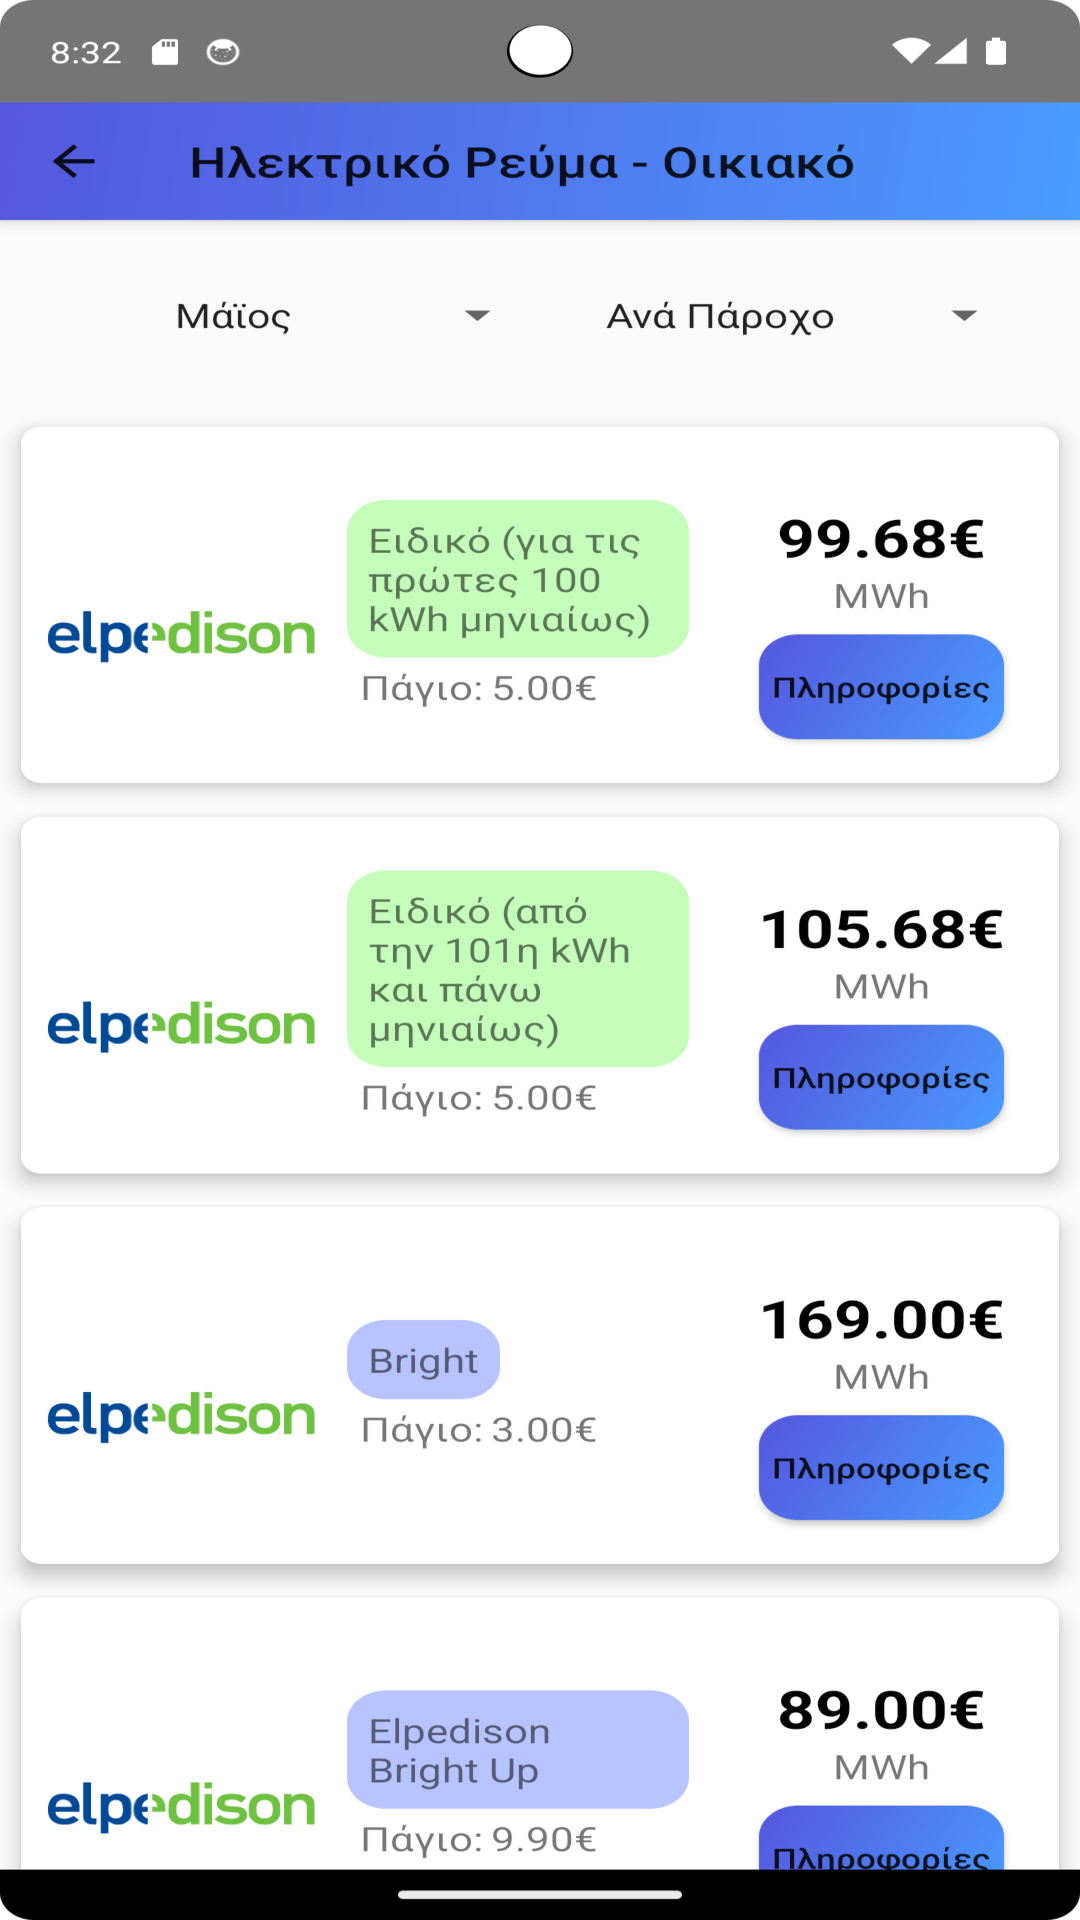 8:32
Ηλεκτρικό Ρεύμα - Οικιακό
Μάϊος
Ανά Πάροχο
elpedison
Ειδικό (για τις
πρώτες 100
kWh μηνιαίως)
Πάγιο: 5.00€
99.68€
MWh
Πληροφορίες
elpedison
Ειδικό (από
την 101η kWh
και πάνω
μηνιαίως)
Πάγιο: 5.00€
105.68€
MWh
Πληροφορίες
elpedison
Bright
Πάγιο: 3.00€
169.00€
MWh
Πληροφορίες
elpedison
Elpedison
Bright Up
Πάγιο: 9.90€
89.00€
MWh
Πληροφορίες